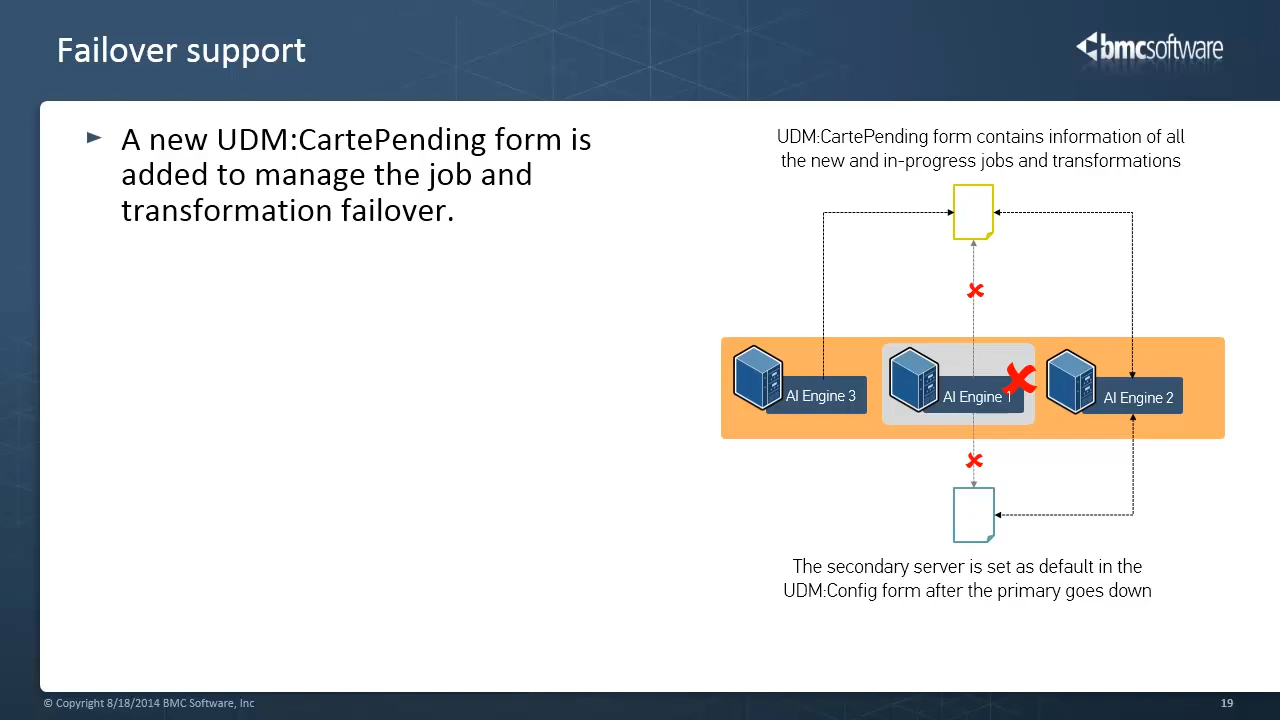 Failover support
bmcsoftware
► A new UDM:CartePending form is
added to manage the job and
transformation failover.
UDM:CartePending form contains information of all
the new and in-progress jobs and transformations
AI Engine 3
AI Engine 1
AI Engine 2
The secondary server is set as default in the
UDM:Config form after the primary goes down
© Copyright 8/18/2014 BMC Software, Inc
19